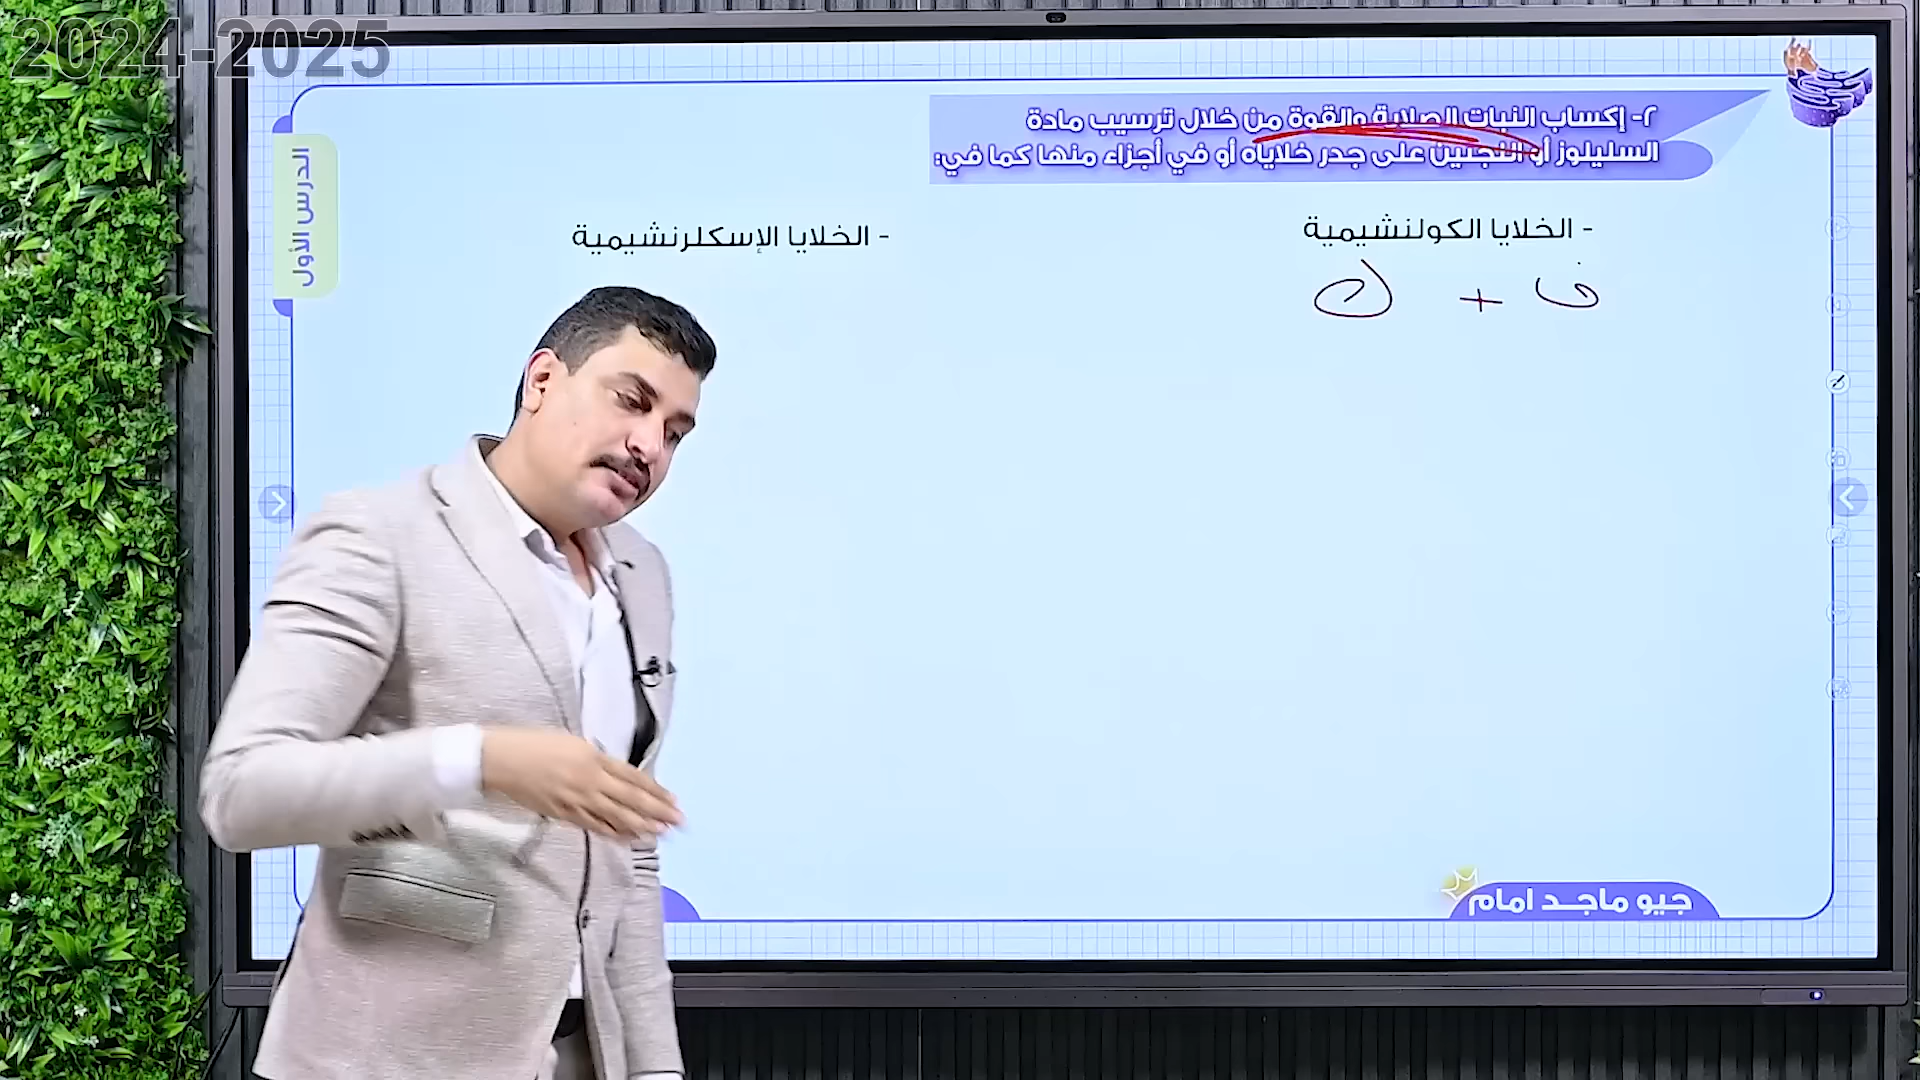 2024-2025
٢- إكساب النبات الصلابة والقوة من خلال ترسيب مادة
السليلوز أو اللجنين على جدر خلاياه أو في أجزاء منها كما في:
الدرس الأول
- الخلايا الكولنشيمية
- الخلايا الإسكلرنشيمية
ف + ك
جيو ماجد امام